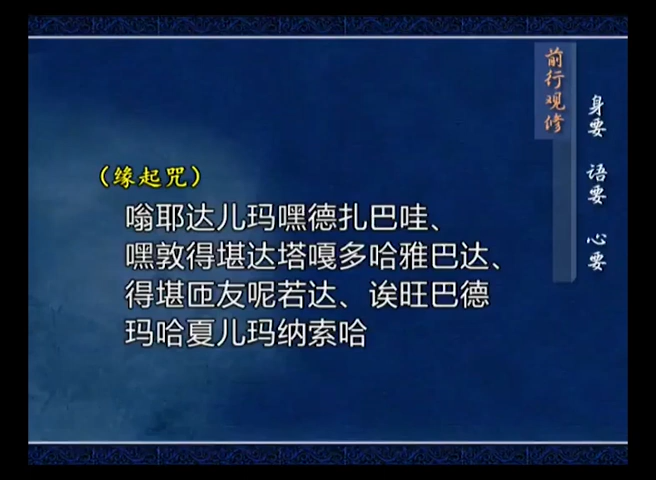 前行观修
身要 语要 心要
（缘起咒）
嗡耶达儿玛嘿德扎巴哇、
嘿敦得堪达塔嘎多哈雅巴达、
得堪匝友呢若达、诶旺巴德
玛哈夏儿玛纳索哈